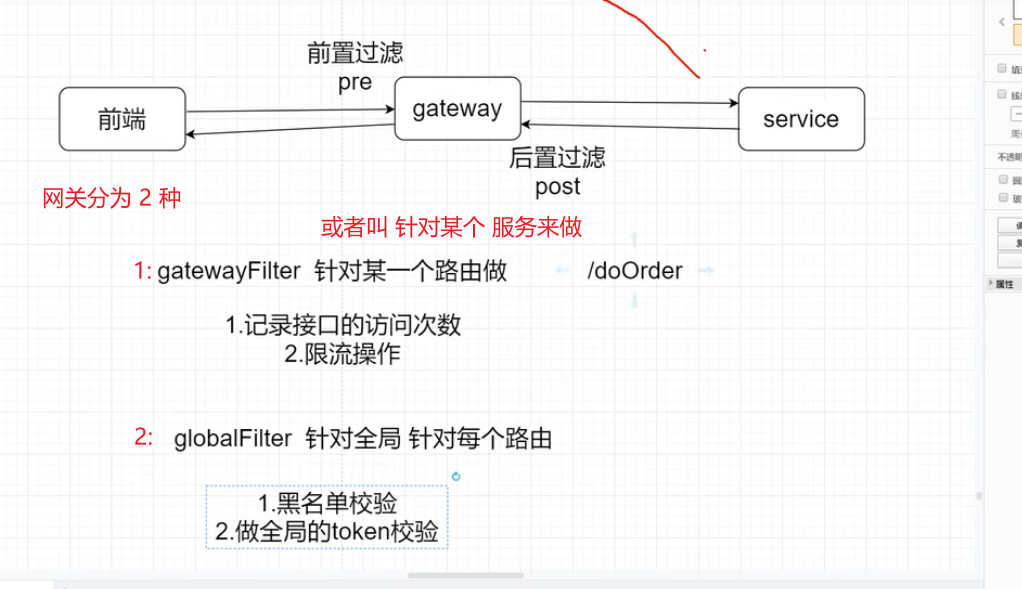 前置过滤
pre
前端
gateway
service
后置过滤
post
网关分为 2 种
或者叫 针对某个 服务来做
1: gatewayFilter 针对某一个路由做 /doOrder
1.记录接口的访问次数
2.限流操作
2: globalFilter 针对全局 针对每个路由
1.黑名单校验
2.做全局的token校验
不透明
属性